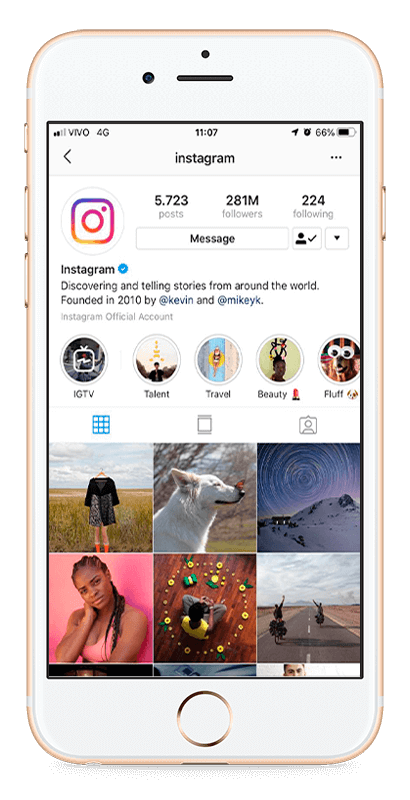 VIVO 4G 11:07 66%
instagram
5.723 281M 224
posts followers following
Message
Instagram
Discovering and telling stories from around the world.
Founded in 2010 by @kevin and @mikeyk.
Instagram Official Account
IGTV Talent Travel Beauty 💄 Fluff 🐶